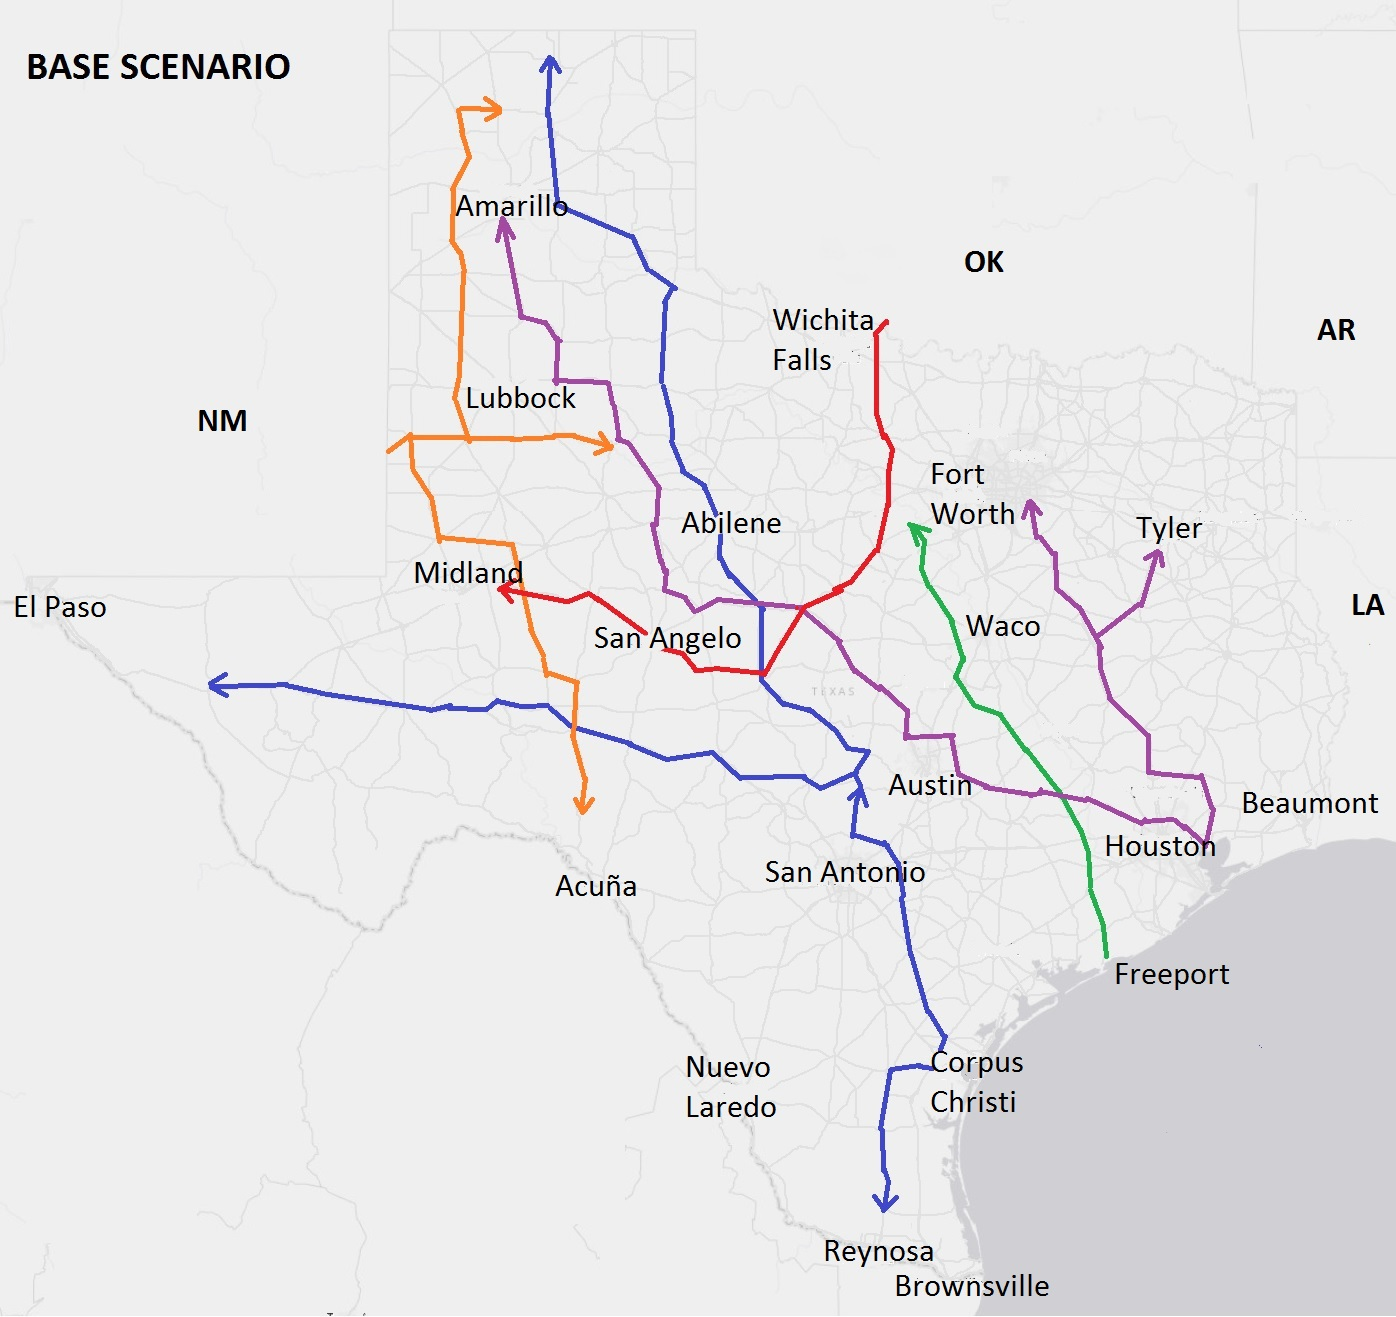 BASE SCENARIO
Amarillo
OK
Wichita
Falls
AR
Lubbock
NM
Fort
Worth
Abilene
Tyler
Midland
El Paso
LA
San Angelo
Waco
TEXAS
Austin
Beaumont
Houston
San Antonio
Acuña
Freeport
Corpus
Christi
Nuevo
Laredo
Reynosa
Brownsville